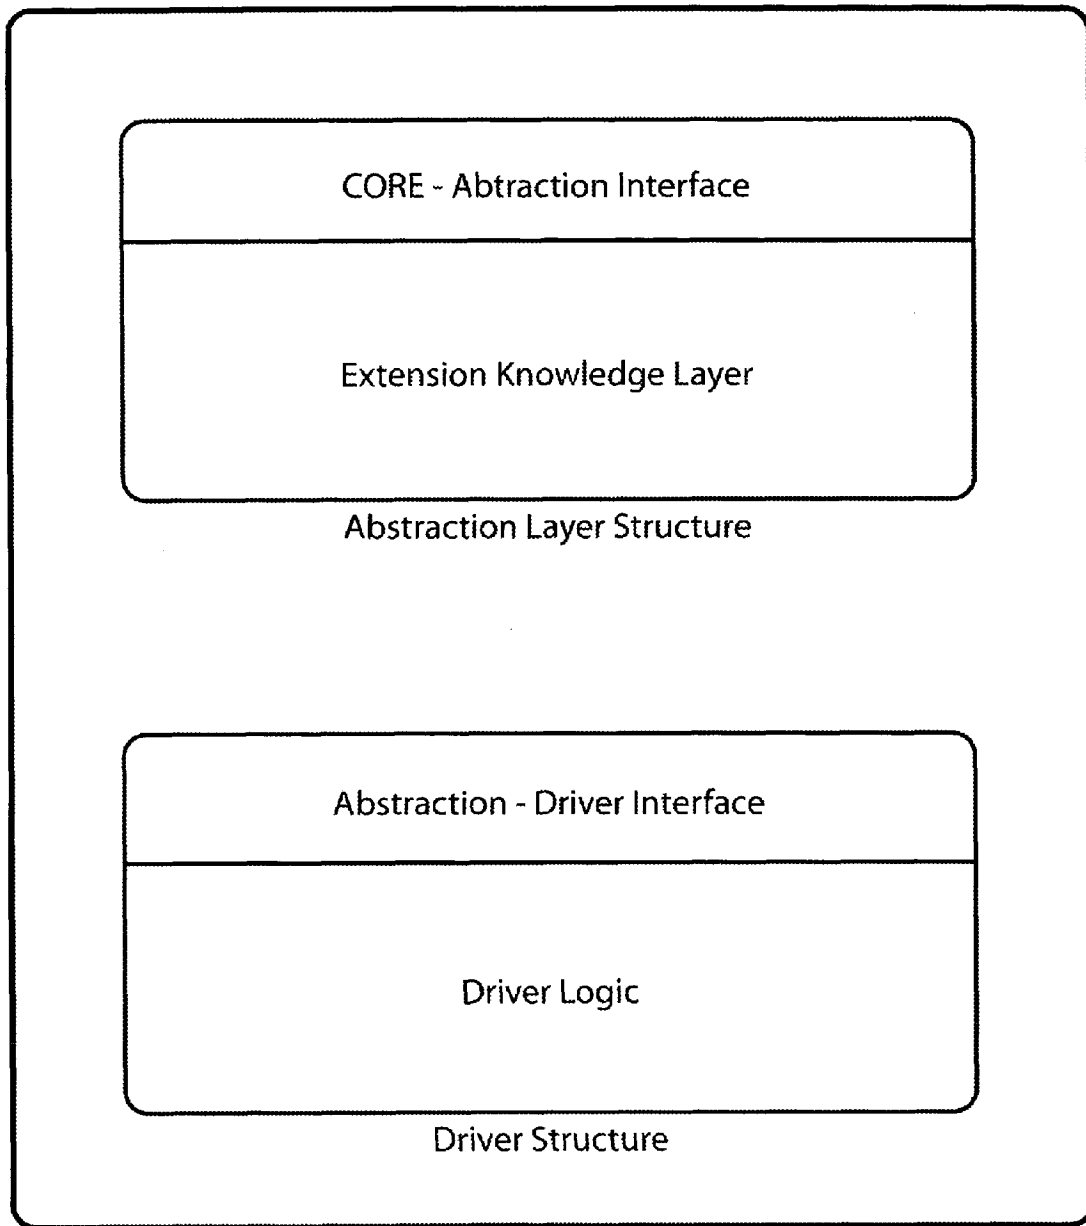 CORE - Abtraction Interface
Extension Knowledge Layer
Abstraction Layer Structure
Abstraction - Driver Interface
Driver Logic
Driver Structure